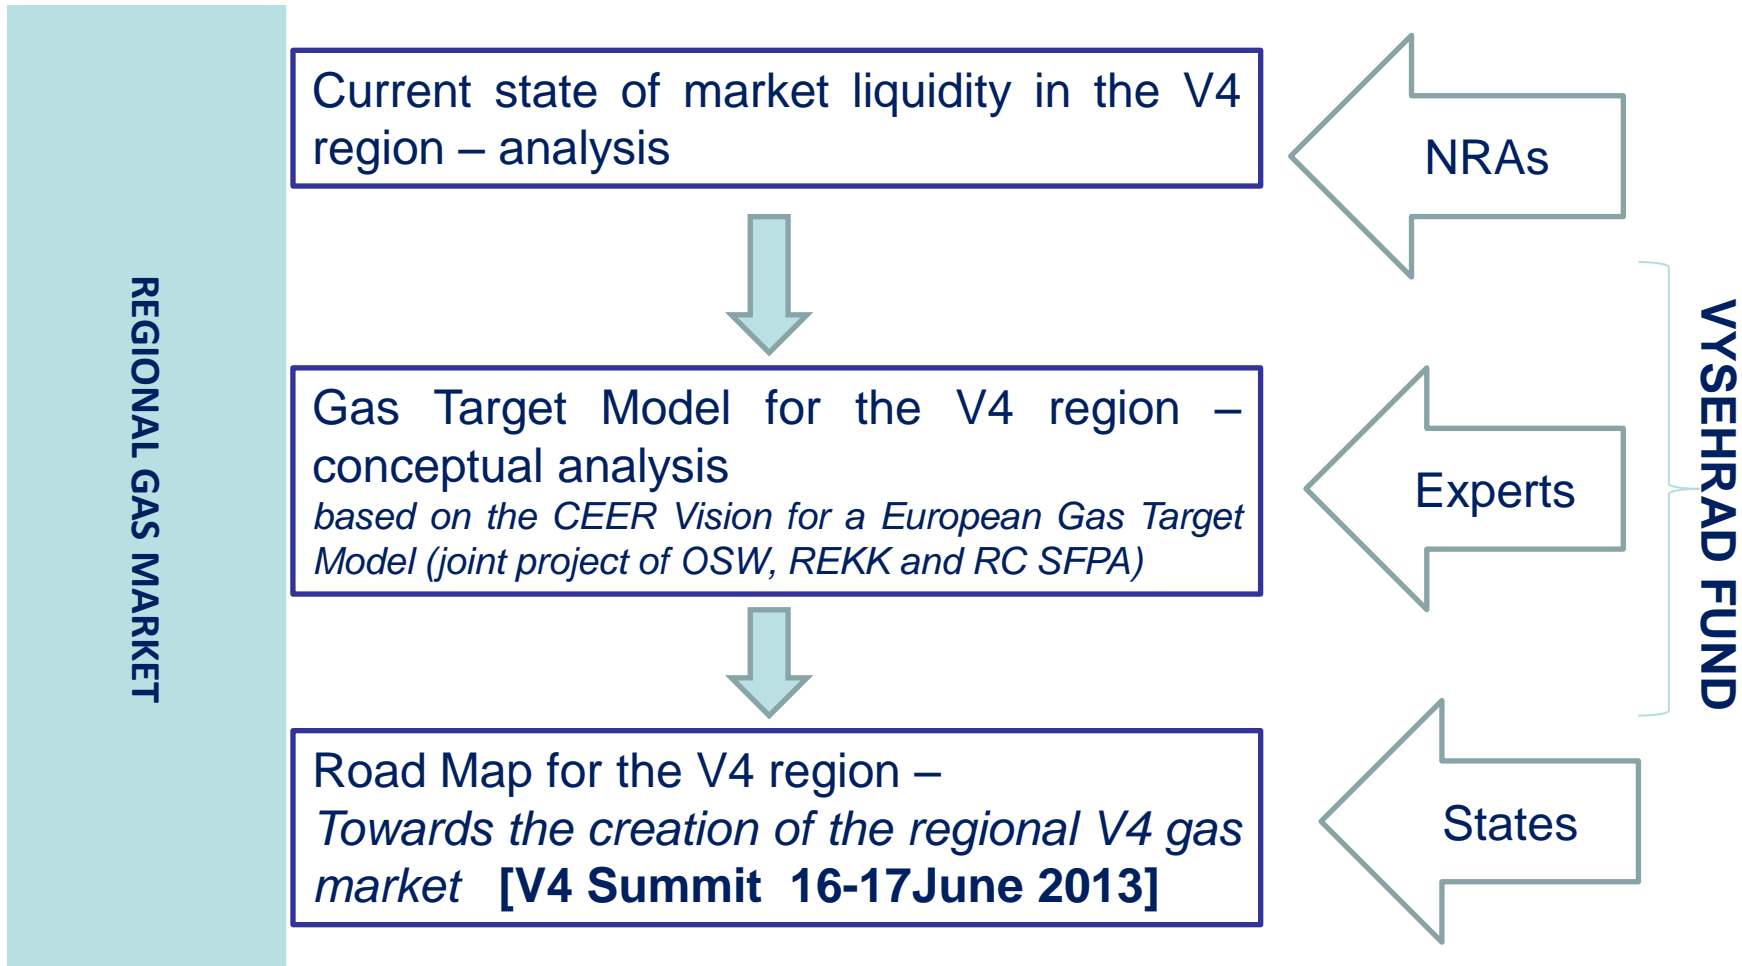 REGIONAL GAS MARKET
Current state of market liquidity in the V4
region – analysis
NRAs
Gas Target Model for the V4 region –
conceptual analysis
based on the CEER Vision for a European Gas Target
Model (joint project of OSW, REKK and RC SFPA)
Experts
Road Map for the V4 region –
Towards the creation of the regional V4 gas
market [V4 Summit 16-17June 2013]
States
VYSEHRAD FUND